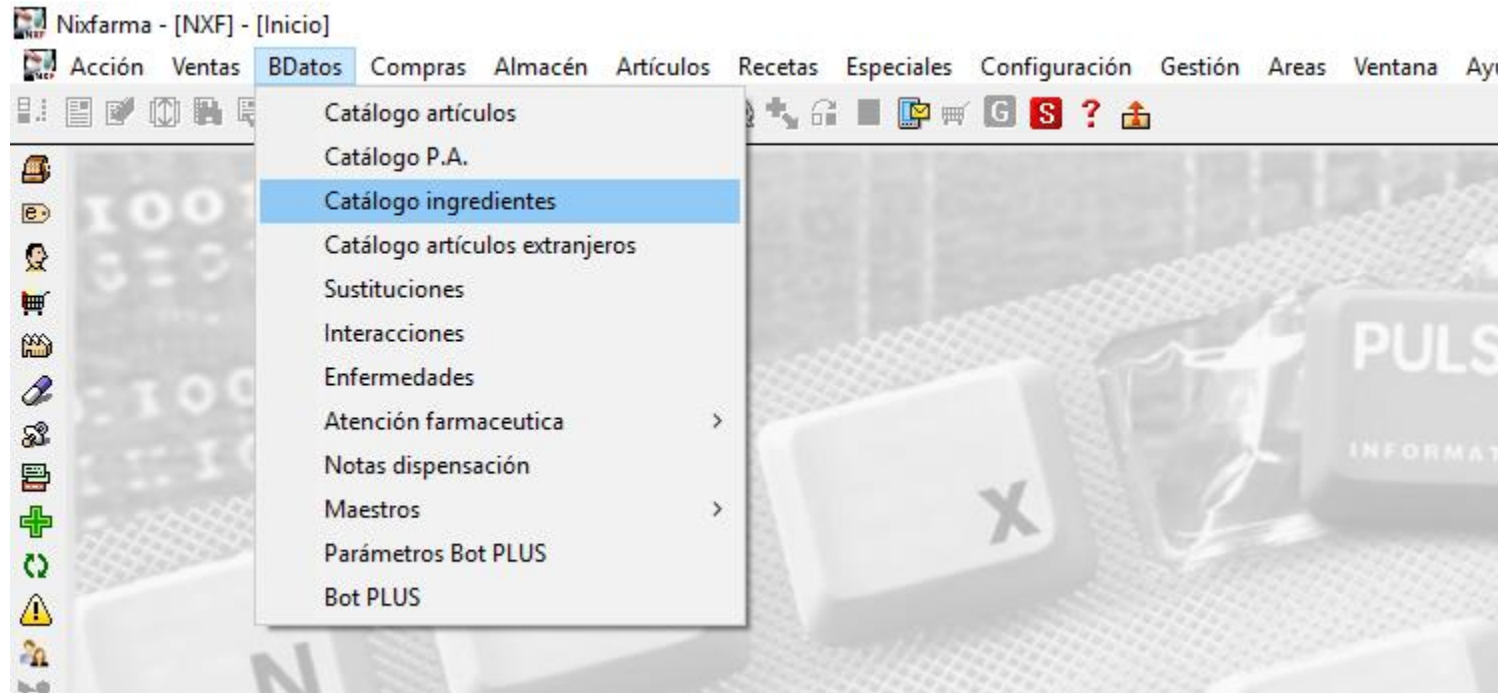 Nixfarma - [NXF] - [Inicio]
Acción Ventas BDatos Compras Almacén Artículos Recetas Especiales Configuración Gestión Areas Ventana
G S ?
Catálogo artículos
Catálogo P.A.
Catálogo ingredientes
Catálogo artículos extranjeros
Sustituciones
Interacciones
Enfermedades
Atención farmaceutica >
Notas dispensación
Maestros >
Parámetros Bot PLUS
Bot PLUS
PULS
INFORMAT
X
N